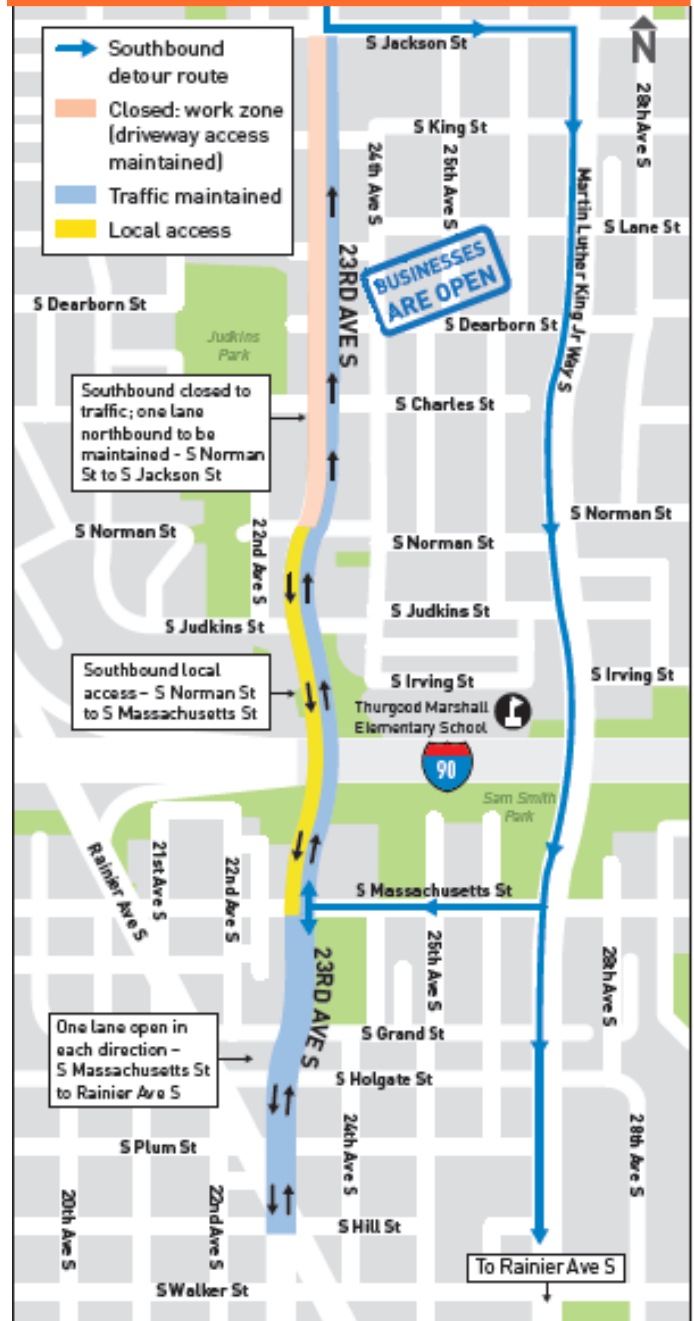 Southbound
detour route
Closed: work zone
(driveway access
maintained)
Traffic maintained
Local access
S Jackson St
N
28th Ave S
S King St
24th Ave S
25th Ave S
Martin Luther King Jr Way S
S Lane St
23RD AVE S
BUSINESSES
ARE OPEN
S Dearborn St
Judkins
Park
S Dearborn St
Southbound closed to
traffic; one lane
northbound to be
maintained - S Norman
St to S Jackson St
S Charles St
S Norman St
S Norman St
22nd Ave S
S Norman St
S Judkins St
S Judkins St
Southbound local
access – S Norman St
to S Massachusetts St
S Irving St
S Irving St
Thurgood Marshall
Elementary School
90
Sam Smith
Park
Rainier Ave S
21st Ave S
22nd Ave S
S Massachusetts St
23RD AVE S
25th Ave S
28th Ave S
One lane open in
each direction –
S Massachusetts St
to Rainier Ave S
S Grand St
S Holgate St
24th Ave S
28th Ave S
S Plum St
20th Ave S
22nd Ave S
S Hill St
To Rainier Ave S
S Walker St